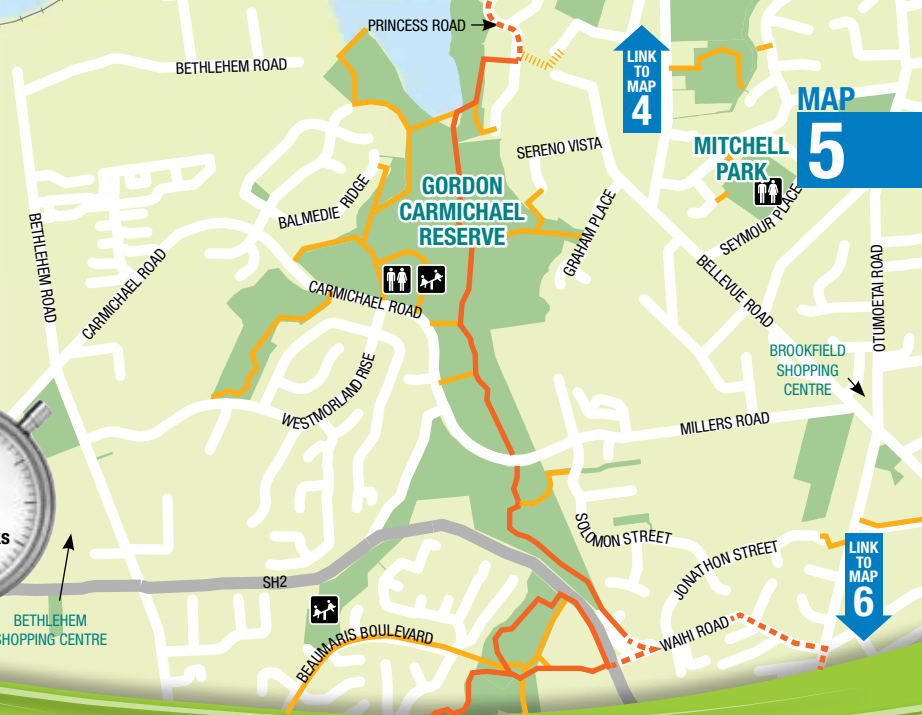 PRINCESS ROAD
BETHLEHEM ROAD
LINK
TO
MAP
4
MAP
5
MITCHELL
PARK
SERENO VISTA
GORDON
CARMICHAEL
RESERVE
BALMEDIE RIDGE
GRAHAM PLACE
SEYMOUR PLACE
BETHLEHEM ROAD
CARMICHAEL ROAD
CARMICHAEL ROAD
BELLEVUE ROAD
OTUMOETAI ROAD
BROOKFIELD
SHOPPING
CENTRE
WESTMORLAND RISE
MILLERS ROAD
SOLOMON STREET
JONATHON STREET
LINK
TO
MAP
6
SH2
BETHLEHEM
SHOPPING CENTRE
BEAUMARIS BOULEVARD
WAIHI ROAD